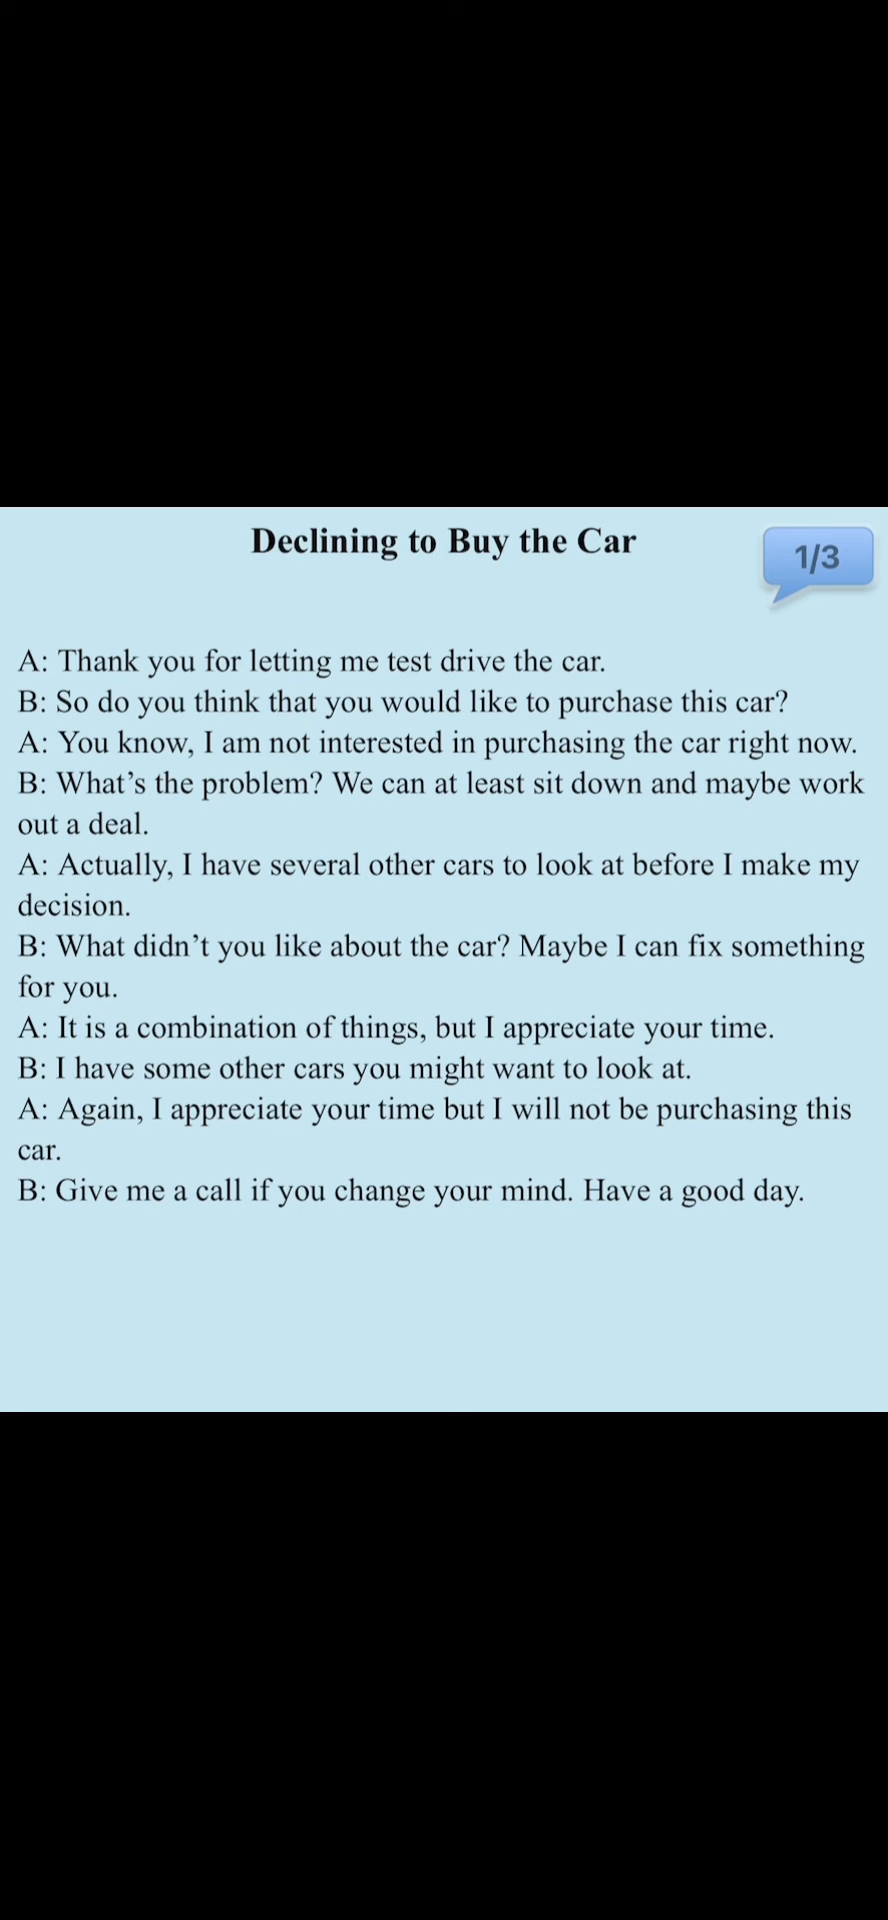 Declining to Buy the Car
1/3
A: Thank you for letting me test drive the car.
B: So do you think that you would like to purchase this car?
A: You know, I am not interested in purchasing the car right now.
B: What’s the problem? We can at least sit down and maybe work
out a deal.
A: Actually, I have several other cars to look at before I make my
decision.
B: What didn’t you like about the car? Maybe I can fix something
for you.
A: It is a combination of things, but I appreciate your time.
B: I have some other cars you might want to look at.
A: Again, I appreciate your time but I will not be purchasing this
car.
B: Give me a call if you change your mind. Have a good day.